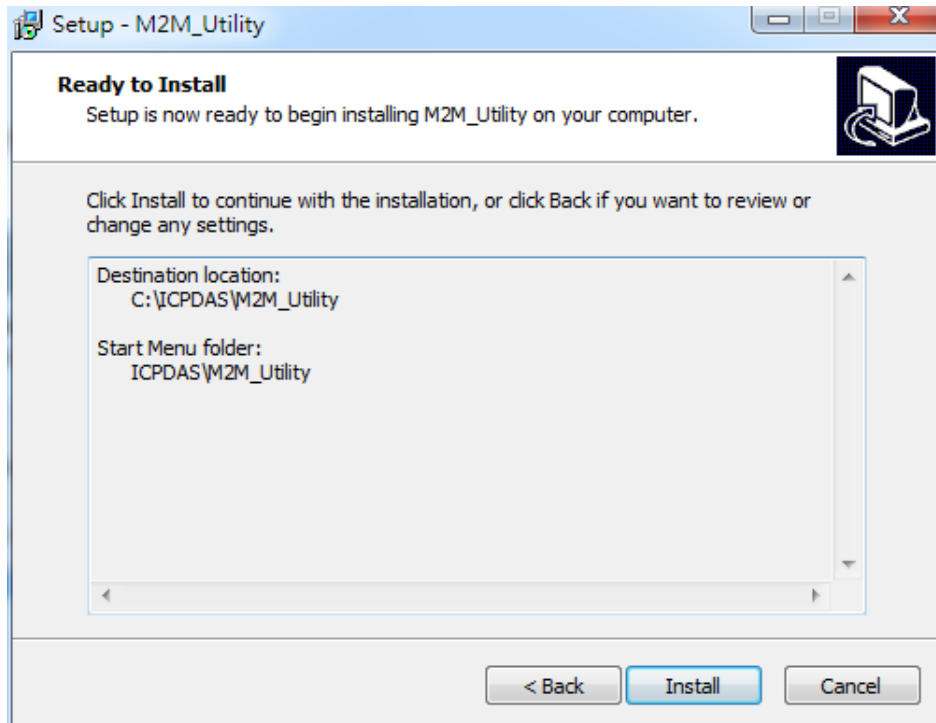 Setup - M2M_Utility
Ready to Install
Setup is now ready to begin installing M2M_Utility on your computer.
Click Install to continue with the installation, or click Back if you want to review or
change any settings.
Destination location:
C:\ICPDAS\M2M_Utility
Start Menu folder:
ICPDAS\M2M_Utility
< Back
Install
Cancel